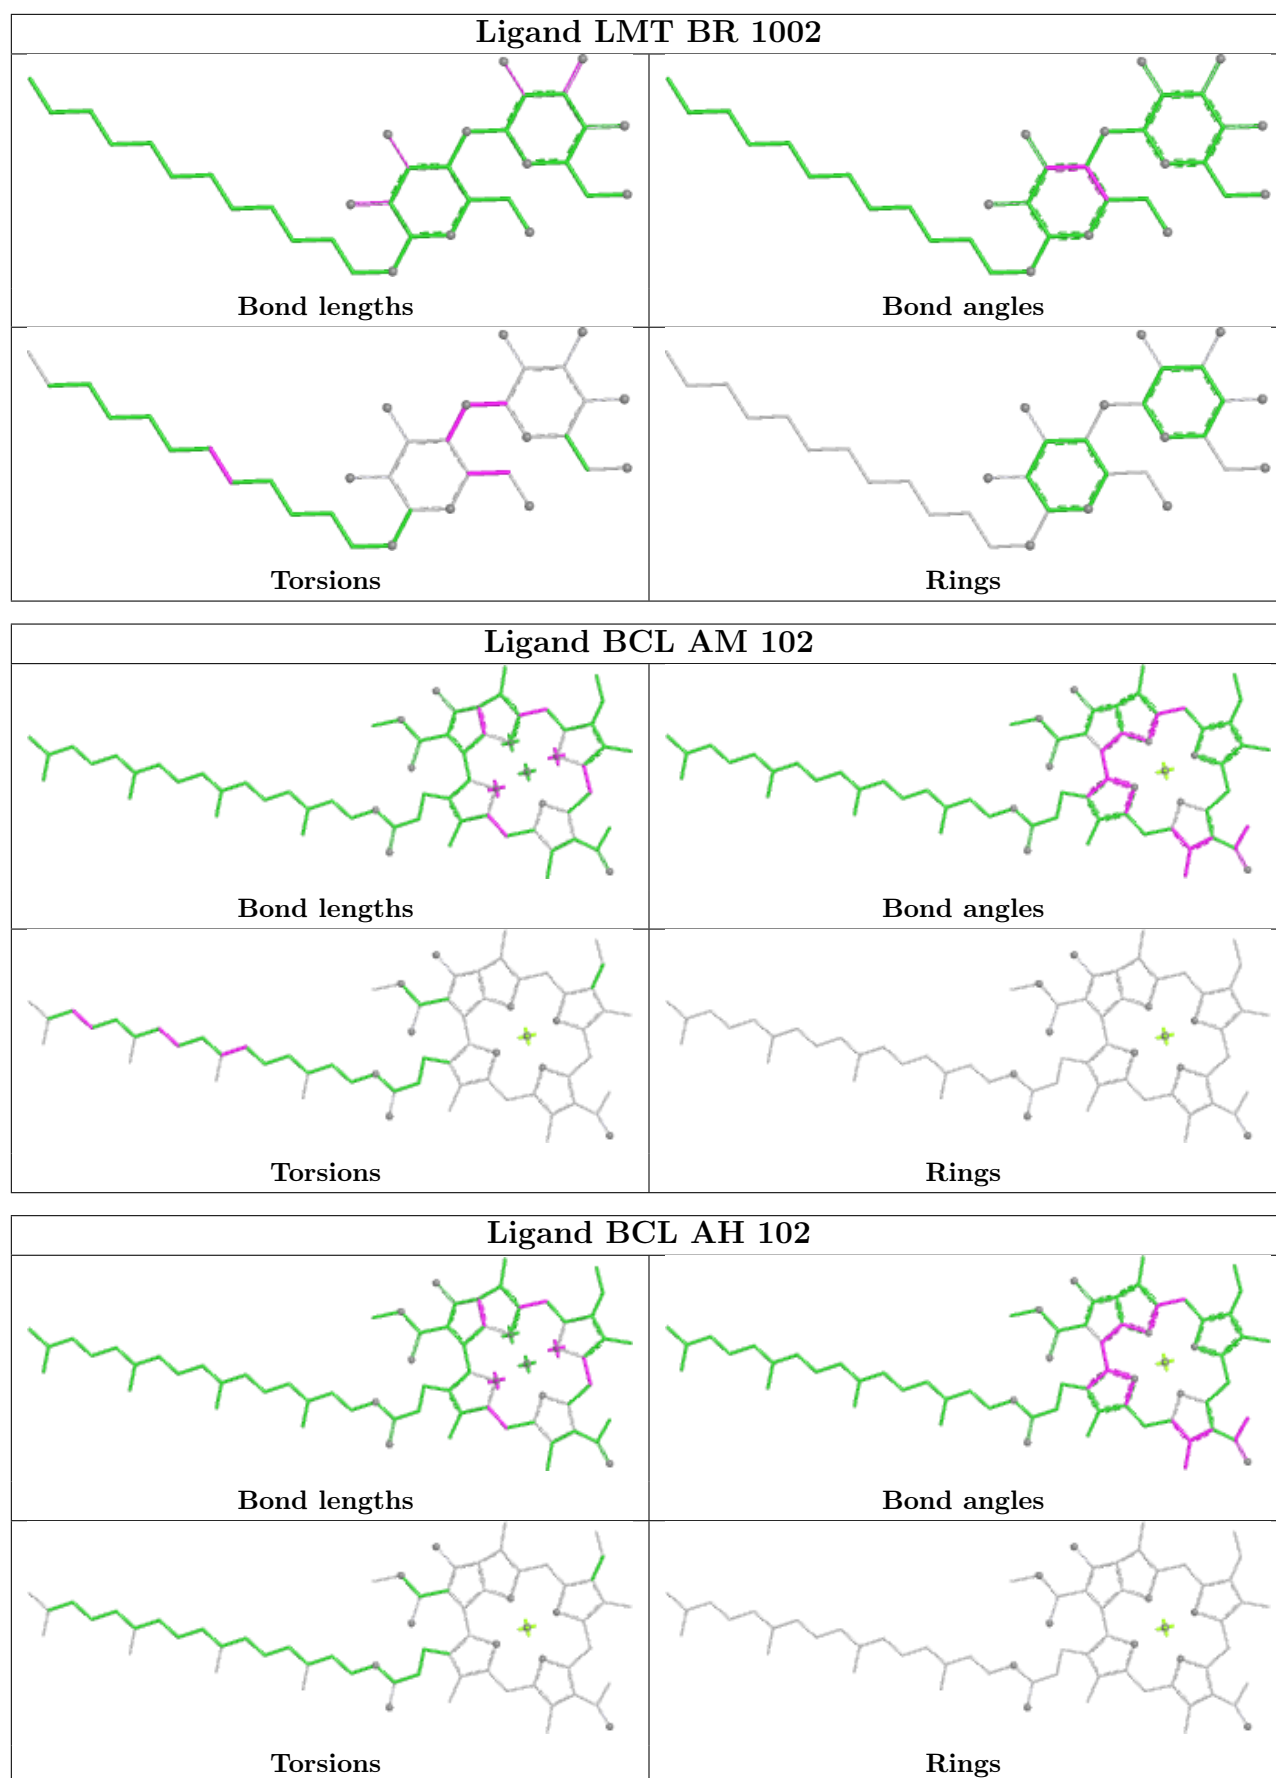 Ligand LMT BR 1002
Bond lengths
Bond angles
Torsions
Rings
Ligand BCL AM 102
Bond lengths
Bond angles
Torsions
Rings
Ligand BCL AH 102
Bond lengths
Bond angles
Torsions
Rings